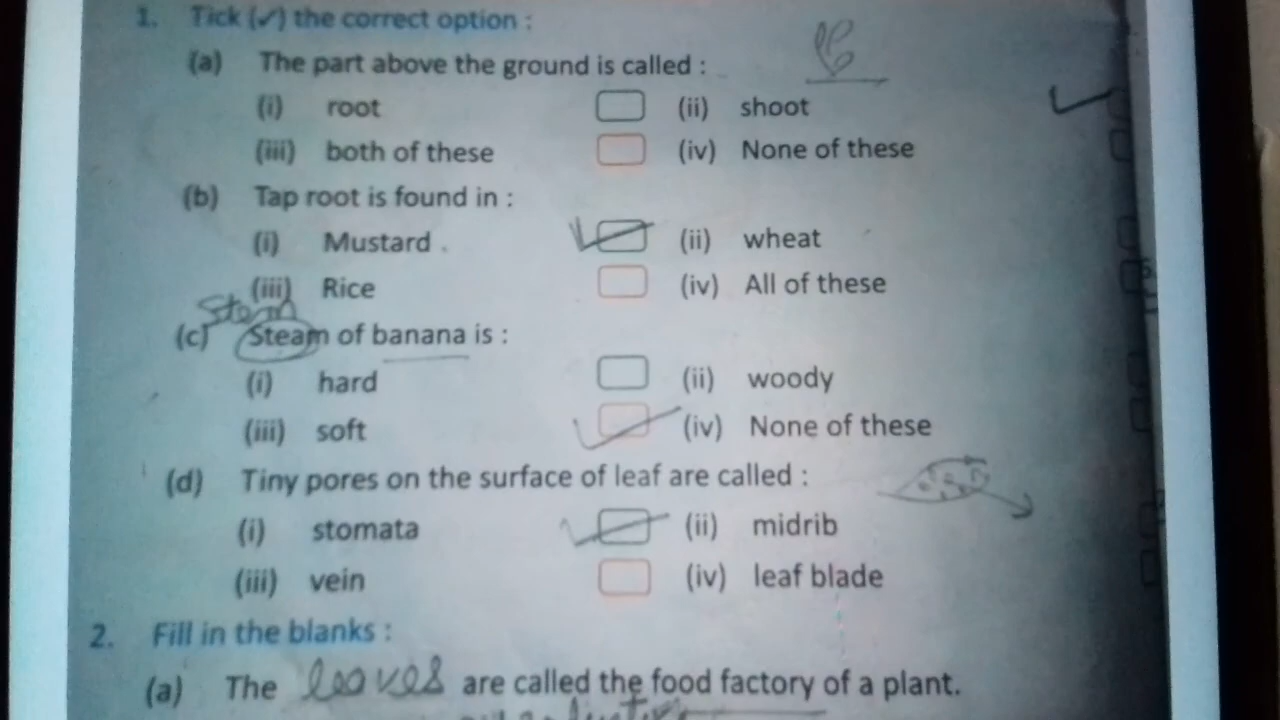 1. Tick (✓) the correct option :
(a) The part above the ground is called :
(i) root (ii) shoot
(iii) both of these (iv) None of these
(b) Tap root is found in :
(i) Mustard (ii) wheat
(iii) Rice (iv) All of these
Stem
(c) Steam of banana is :
(i) hard (ii) woody
(iii) soft (iv) None of these
(d) Tiny pores on the surface of leaf are called :
(i) stomata (ii) midrib
(iii) vein (iv) leaf blade
2. Fill in the blanks :
(a) The leaves are called the food factory of a plant.